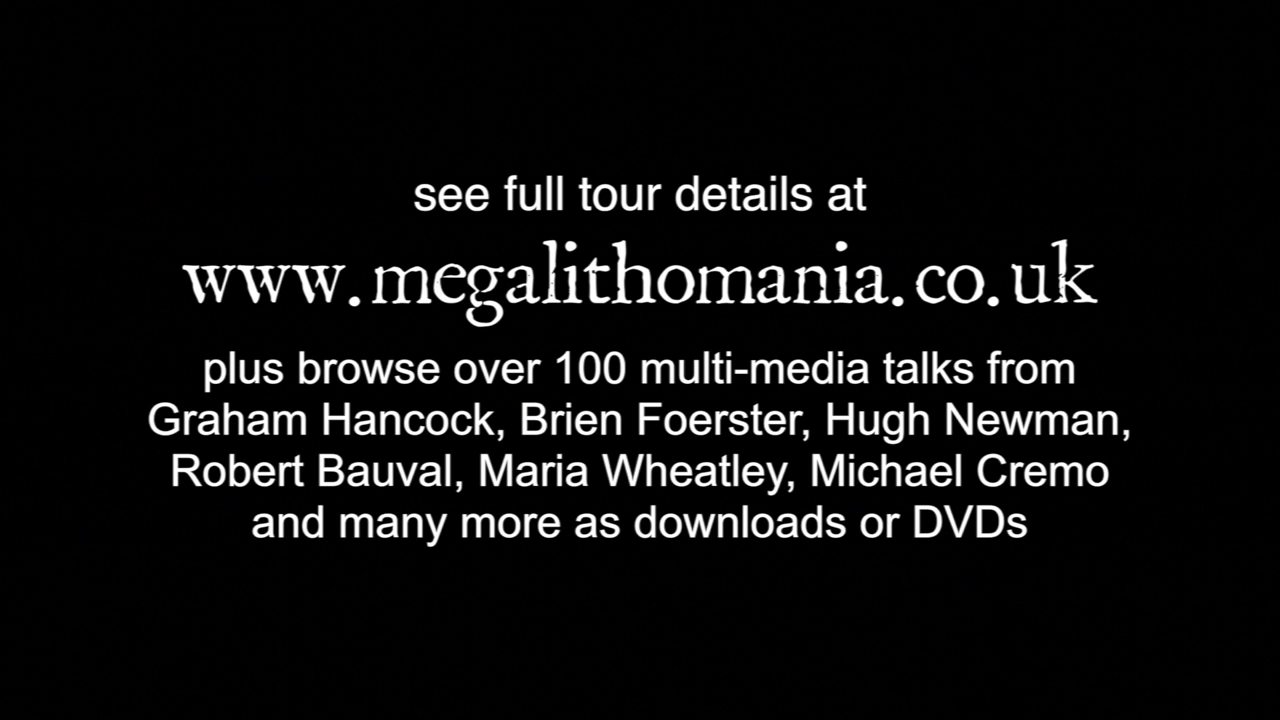 see full tour details at
www.megalithomania.co.uk
plus browse over 100 multi-media talks from
Graham Hancock, Brien Foerster, Hugh Newman,
Robert Bauval, Maria Wheatley, Michael Cremo
and many more as downloads or DVDs